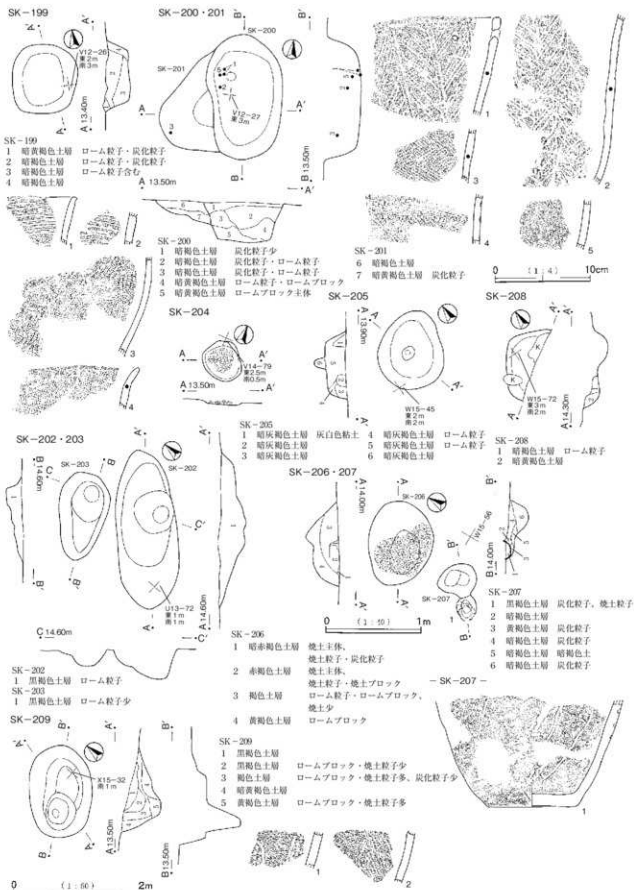 SK-199
A'
V12-26
東2m
南3m
A
A 13.40m
SK-199
1 暗黄褐色土層 ローム粒子・炭化粒子
2 暗褐色土層 ローム粒子・炭化粒子
3 暗褐色土層 ローム粒子含む
4 暗褐色土層
SK-200・201
B'
SK-200
SK-201
V12-27
東3m
A
A'
B
B 13.50m
A 13.50m
A'
SK-200
1 暗褐色土層 炭化粒子少
2 暗褐色土層 炭化粒子・ローム粒子
3 暗褐色土層 炭化粒子・ローム粒子
4 暗黄褐色土層 ローム粒子・ロームブロック
5 暗黄褐色土層 ロームブロック主体
SK-201
6 暗褐色土層
7 暗黄褐色土層 炭化粒子
0 (1:4) 10cm
1
2
3
4
5
1
2
3
4
SK-204
A
A'
V14-79
東2.5m
南0.5m
A 13.50m
A'
SK-205
A 13.90m
A'
W15-45
東2m
南2m
SK-205
1 暗灰褐色土層 灰白色粘土
2 暗灰褐色土層
3 暗灰褐色土層
4 暗灰褐色土層 ローム粒子
5 暗灰褐色土層 ローム粒子
6 暗灰褐色土層
SK-208
A'
K
K
W15-72
東3m
南2m
A
A 14.30m
SK-208
1 暗褐色土層 ローム粒子
2 暗黄褐色土層
SK-202・203
B 14.60m
SK-203
SK-202
A'
B
B'
C
C'
U13-72
東1m
南1m
A
A 14.60m
C 14.60m
C'
SK-202
1 黒褐色土層 ローム粒子
SK-203
1 黒褐色土層 ローム粒子少
SK-206・207
A 14.00m
SK-206
A
A'
W15-56
SK-207
B'
B
B 14.00m
0 (1:50) 1m
SK-206
1 暗赤褐色土層 焼土主体、
焼土粒子・炭化粒子
2 赤褐色土層 焼土主体、
焼土粒子・焼土ブロック
3 褐色土層 ローム粒子・ロームブロック、
焼土少
4 黄褐色土層 ロームブロック
SK-207
1 黒褐色土層 炭化粒子、焼土粒子
2 暗褐色土層
3 黄褐色土層 炭化粒子
4 暗褐色土層 炭化粒子
5 暗褐色土層 暗褐色土
6 暗褐色土層 炭化粒子
- SK-207 -
1
SK-209
B'
A'
X15-32
南1m
B
A
A 13.50m
B 13.50m
SK-209
1 黒褐色土層
2 黒褐色土層 ロームブロック・焼土粒子少
3 褐色土層 ロームブロック・焼土粒子多、炭化粒子少
4 暗黄褐色土層
5 黄褐色土層 ロームブロック・焼土粒子多
1
2
0 (1:60) 2m